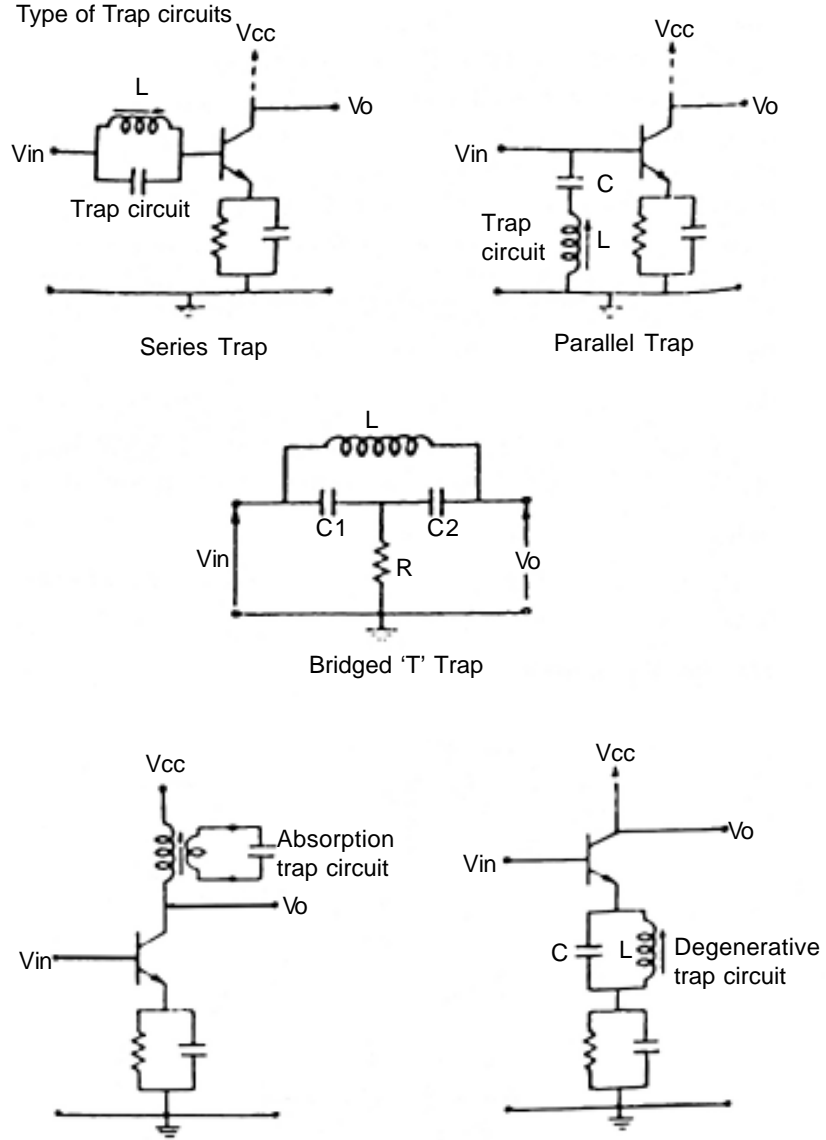 Type of Trap circuits
Vcc
L
Vo
Vin
Trap circuit
Series Trap
Vcc
Vo
Vin
C
Trap
circuit
L
Parallel Trap
L
C1
C2
Vin
R
Vo
Bridged ‘T’ Trap
Vcc
Absorption
trap circuit
Vo
Vin
Vcc
Vo
Vin
C
L
Degenerative
trap circuit